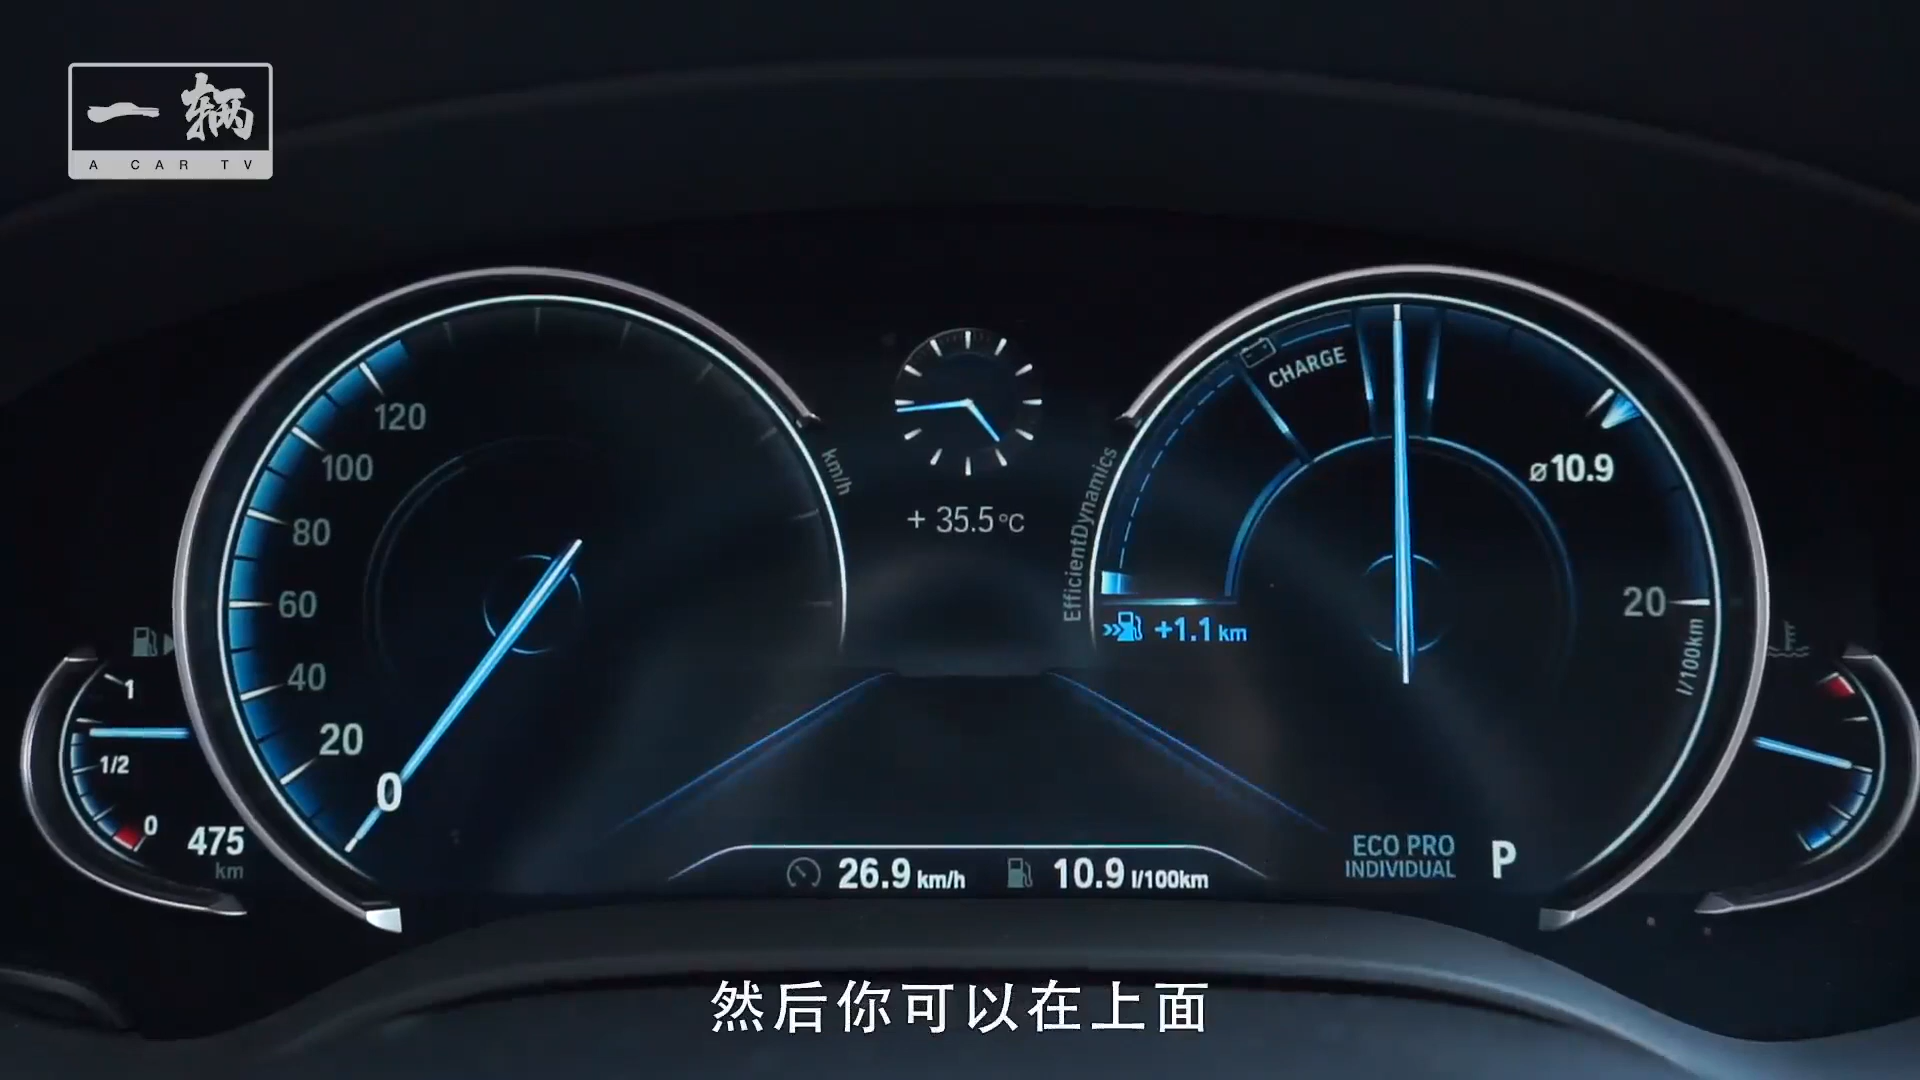 一辆
A CAR TV
120
100
80
60
40
20
0
km/h
1
1/2
0
475
km
+ 35.5°C
EfficientDynamics
CHARGE
⌀10.9
20
l/100km
+1.1 km
26.9 km/h
10.9 l/100km
ECO PRO
INDIVIDUAL
P
然后你可以在上面